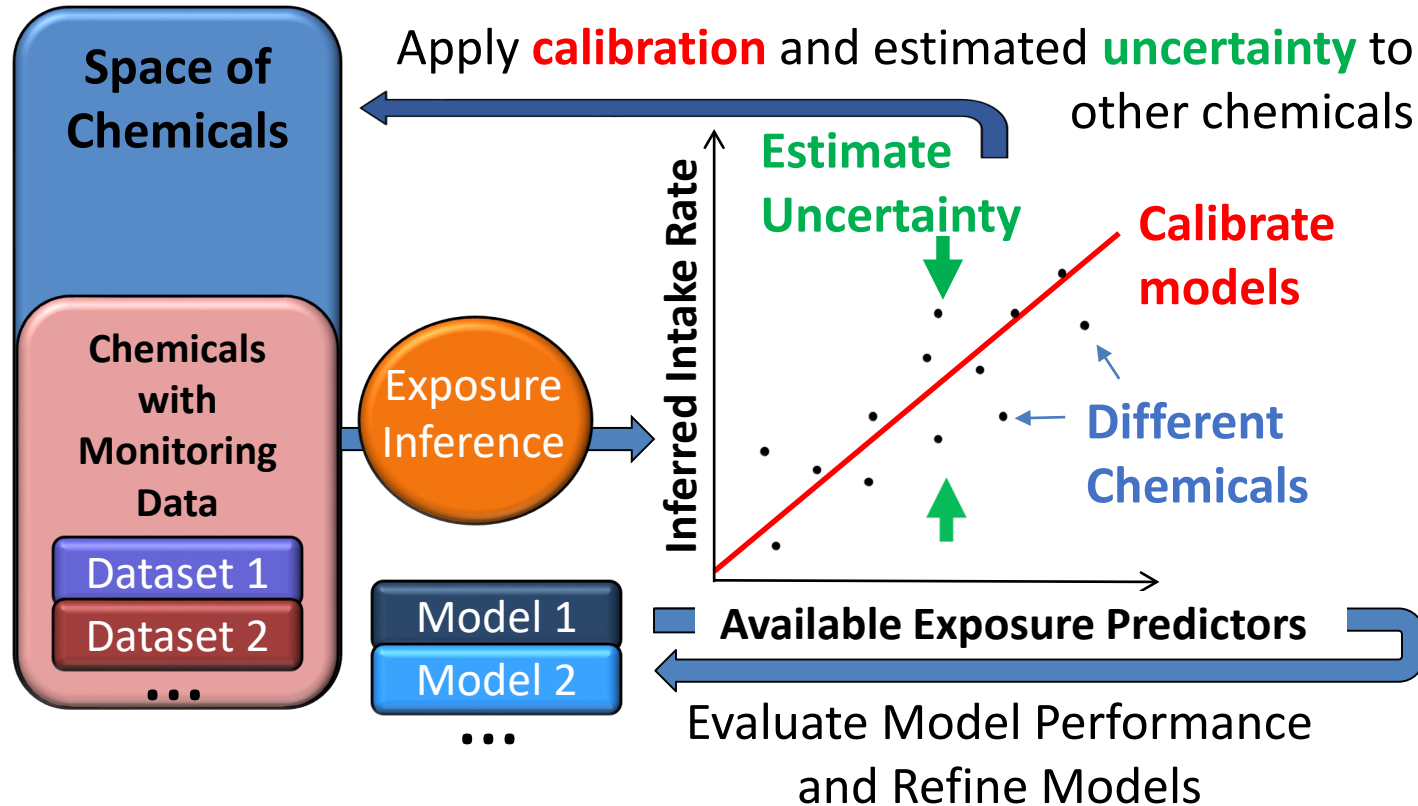 Space of
Chemicals
Apply calibration and estimated uncertainty to
other chemicals
Chemicals
with
Monitoring
Data
Dataset 1
Dataset 2
...
Exposure
Inference
Model 1
Model 2
...
Inferred Intake Rate
Estimate
Uncertainty
Calibrate
models
Different
Chemicals
Available Exposure Predictors
Evaluate Model Performance
and Refine Models